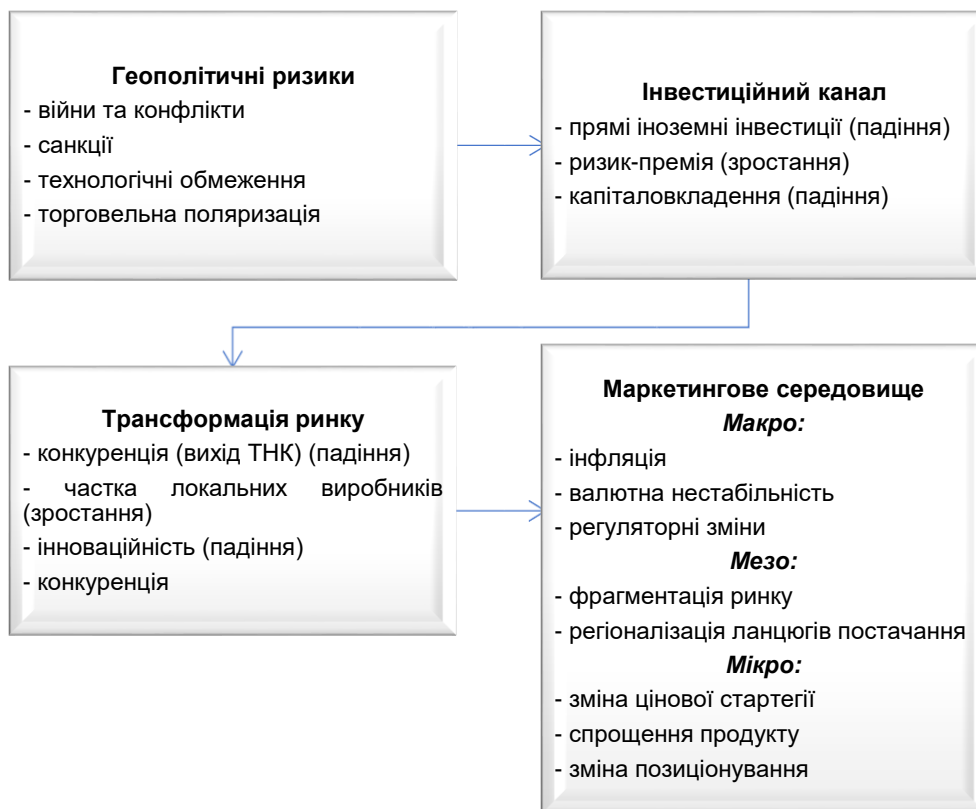 Геополітичні ризики
- війни та конфлікти
- санкції
- технологічні обмеження
- торговельна поляризація
Інвестиційний канал
- прямі іноземні інвестиції (падіння)
- ризик-премія (зростання)
- капіталовкладення (падіння)
Трансформація ринку
- конкуренція (вихід ТНК) (падіння)
- частка локальних виробників
(зростання)
- інноваційність (падіння)
- конкуренція
Маркетингове середовище
Макро:
- інфляція
- валютна нестабільність
- регуляторні зміни
Мезо:
- фрагментація ринку
- регіоналізація ланцюгів постачання
Мікро:
- зміна цінової стартегії
- спрощення продукту
- зміна позиціонування